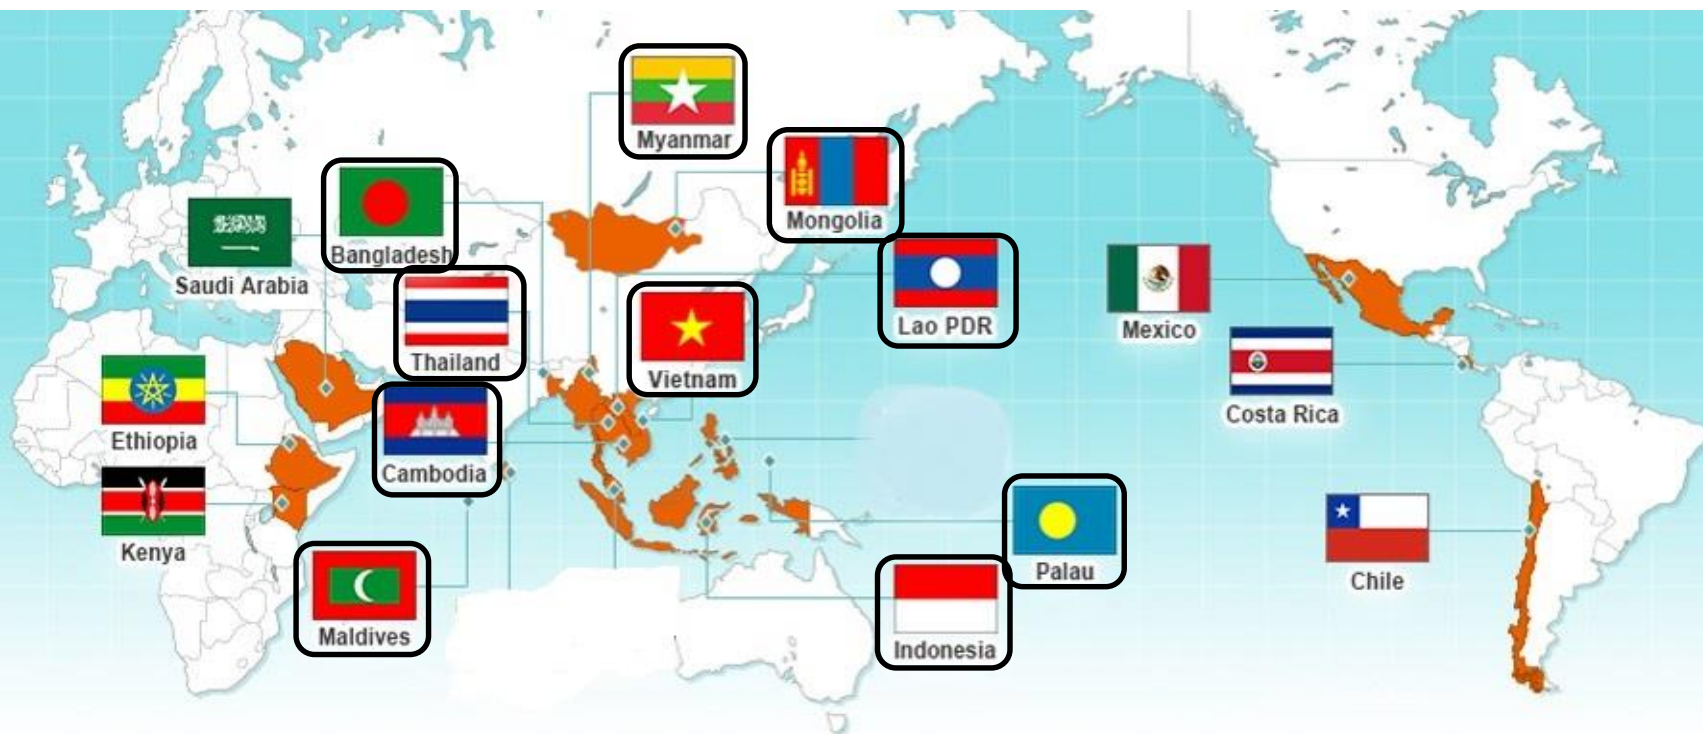 Myanmar
Mongolia
Bangladesh
Saudi Arabia
Thailand
Lao PDR
Vietnam
Mexico
Costa Rica
Ethiopia
Cambodia
Kenya
Palau
Chile
Maldives
Indonesia